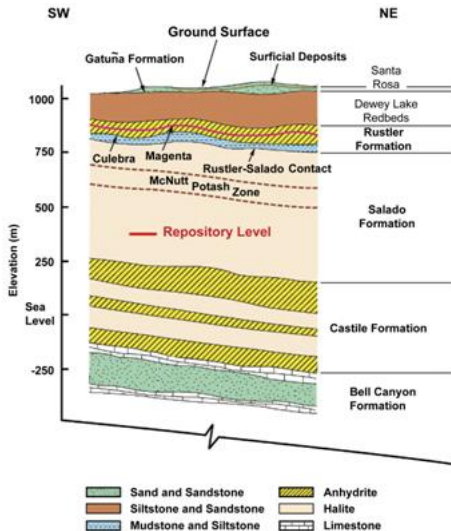 SW
NE
Ground Surface
Gatuña Formation
Surficial Deposits
Santa
Rosa
1000
Dewey Lake
Redbeds
Rustler
Formation
750
Culebra
Magenta
Rustler-Salado Contact
McNutt Potash Zone
500
Salado
Formation
Elevation (m)
Repository Level
250
Sea
Level
Castile Formation
-250
Bell Canyon
Formation
Sand and Sandstone
Anhydrite
Siltstone and Sandstone
Halite
Mudstone and Siltstone
Limestone